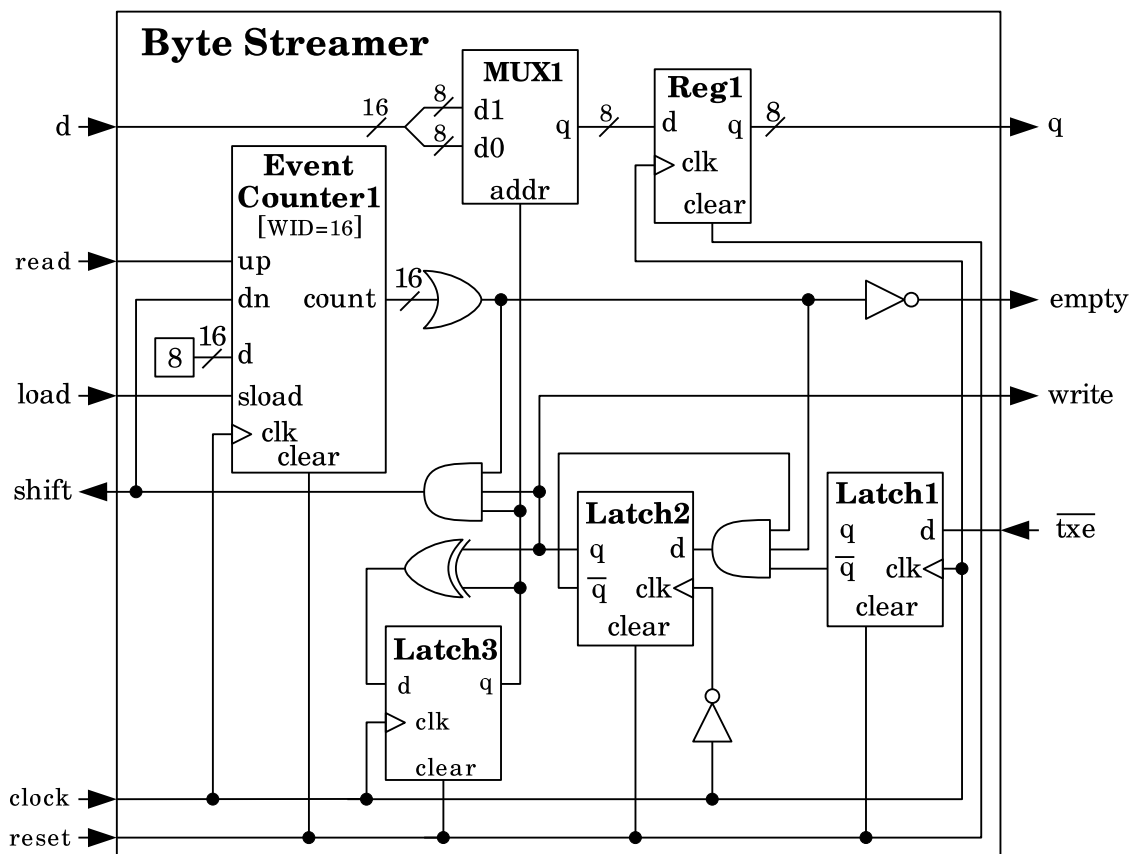 Byte Streamer
d
16
8
8
MUX1
d1
d0
q
addr
8
Reg1
d
q
clk
clear
8
q
Event
Counter1
[WID=16]
up
dn
count
d
sload
clk
clear
read
8
16
load
shift
16
empty
write
Latch1
q
d
q
clk
clear
txe
Latch2
q
d
q
clk
clear
Latch3
d
q
clk
clear
clock
reset